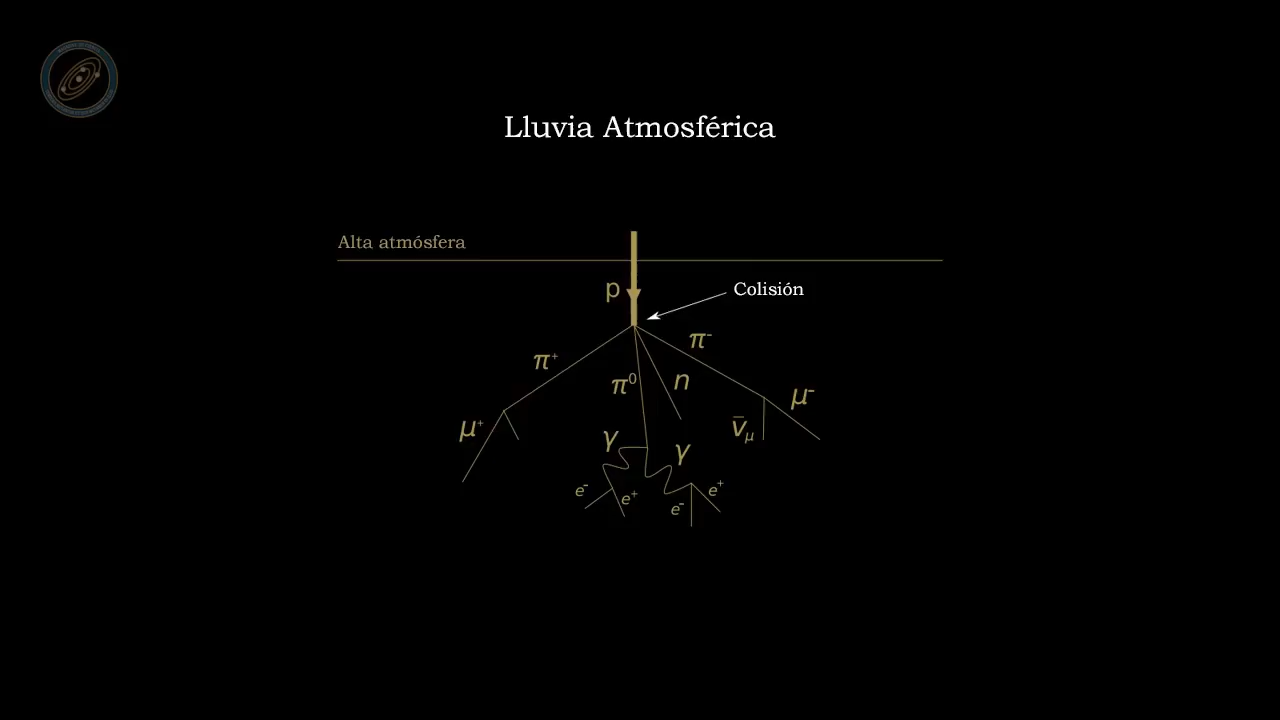 Lluvia Atmosférica
Alta atmósfera
p
Colisión
π⁻
π⁺
π⁰
n
μ⁻
μ⁺
ν̄μ
γ
γ
e⁻
e⁺
e⁺
e⁻